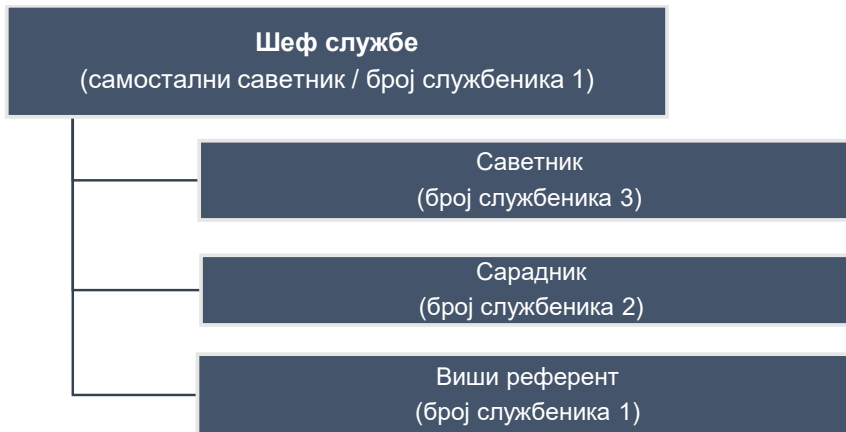 Шеф службе
(самостални саветник / број службеника 1)
Саветник
(број службеника 3)
Сарадник
(број службеника 2)
Виши референт
(број службеника 1)